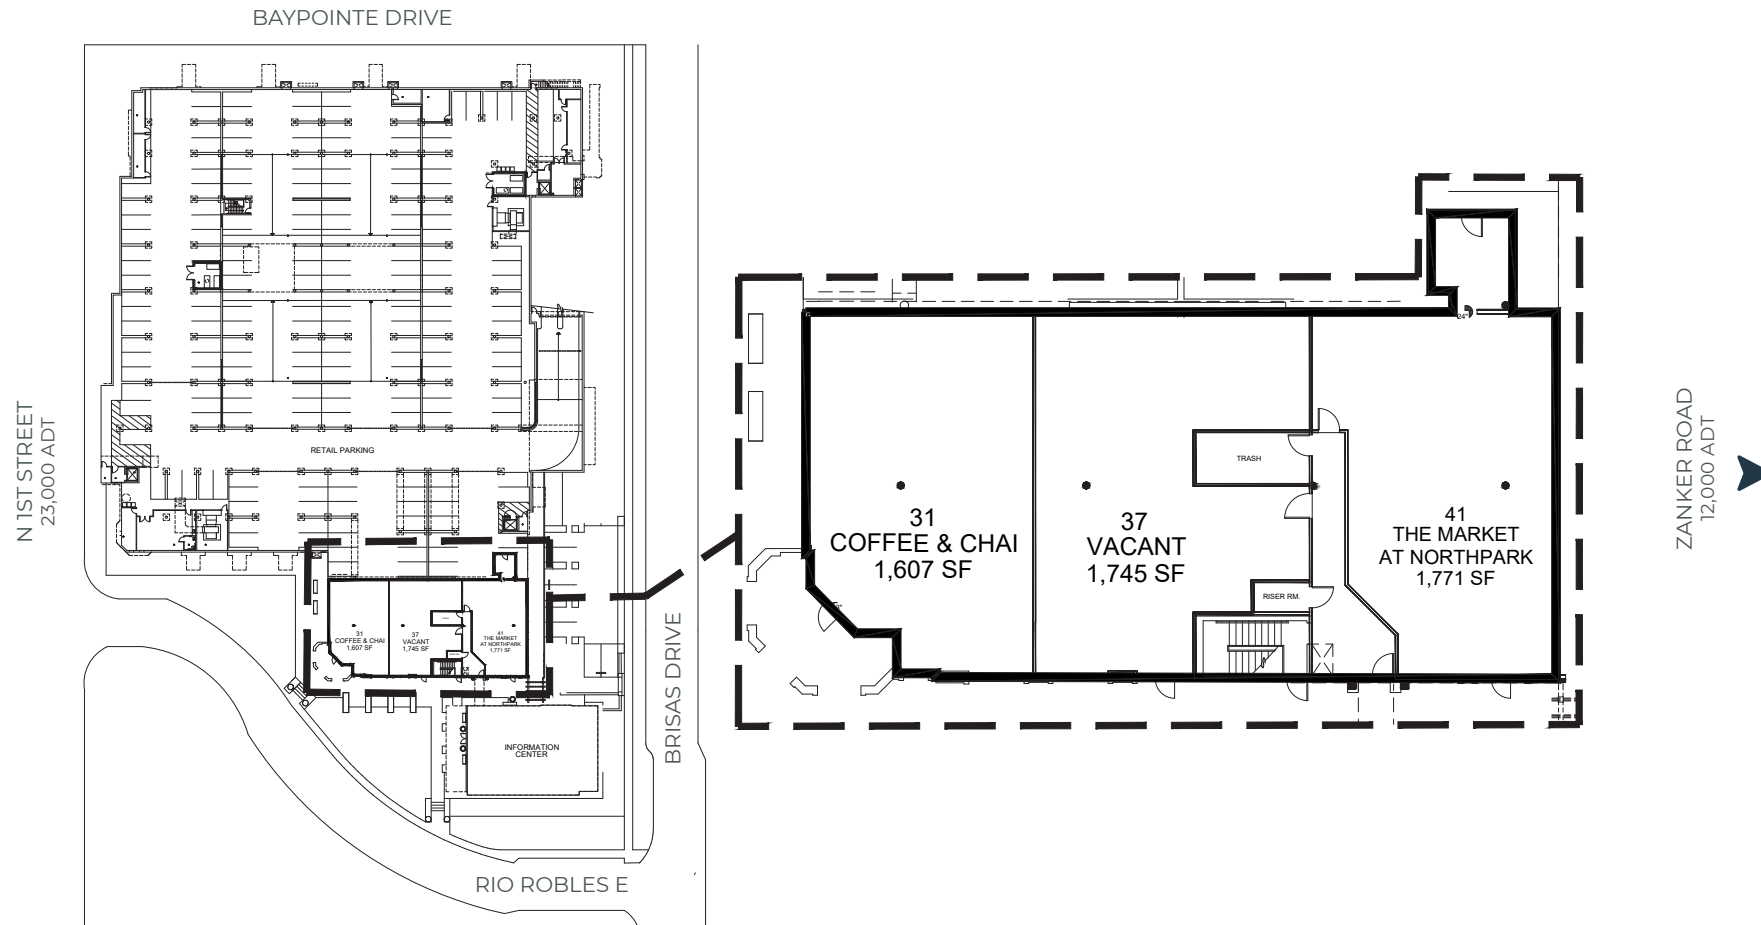 BAYPOINTE DRIVE
N 1ST STREET
23,000 ADT
RETAIL PARKING
31
COFFEE & CHAI
1,607 SF
37
VACANT
1,745 SF
41
THE MARKET
AT NORTHPARK
1,771 SF
INFORMATION
CENTER
BRISAS DRIVE
RIO ROBLES E
31
COFFEE & CHAI
1,607 SF
37
VACANT
1,745 SF
TRASH
RISER RM.
41
THE MARKET
AT NORTHPARK
1,771 SF
ZANKER ROAD
12,000 ADT